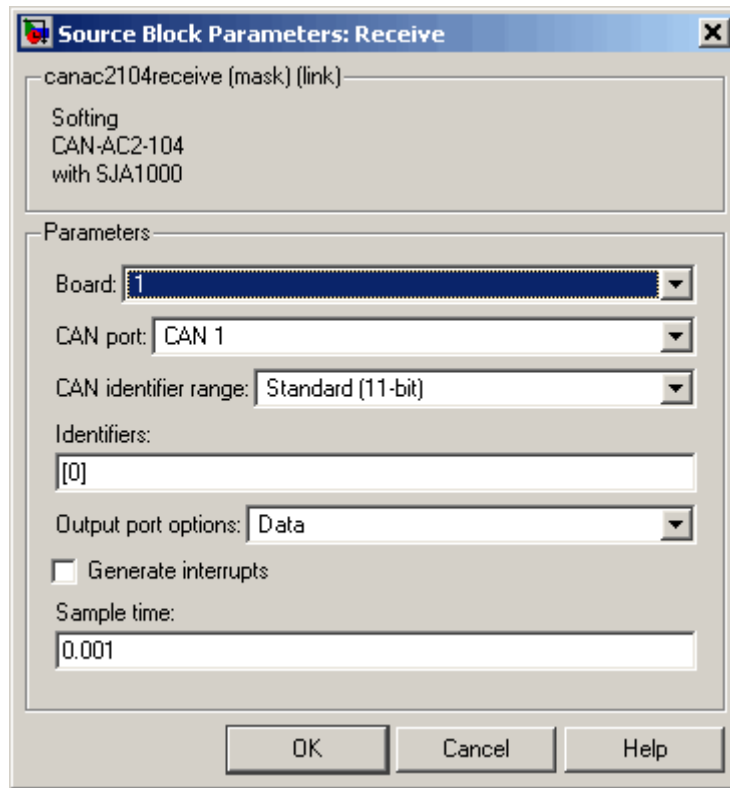 Source Block Parameters: Receive
canac2104receive (mask) (link)
Softing
CAN-AC2-104
with SJA1000
Parameters
Board: 1
CAN port: CAN 1
CAN identifier range: Standard (11-bit)
Identifiers:
[0]
Output port options: Data
Generate interrupts
Sample time:
0.001
OK Cancel Help